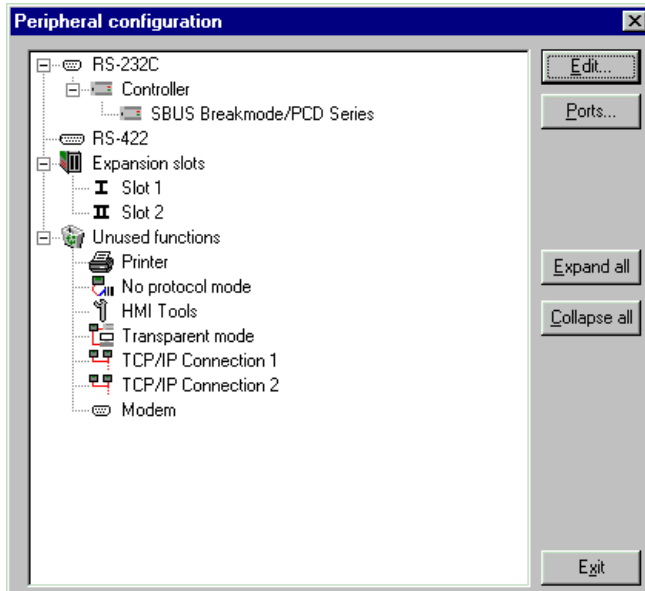 Peripheral configuration
RS-232C
Controller
SBUS Breakmode/PCD Series
RS-422
Expansion slots
I Slot 1
II Slot 2
Unused functions
Printer
No protocol mode
HMI Tools
Transparent mode
TCP/IP Connection 1
TCP/IP Connection 2
Modem
Edit...
Ports...
Expand all
Collapse all
Exit